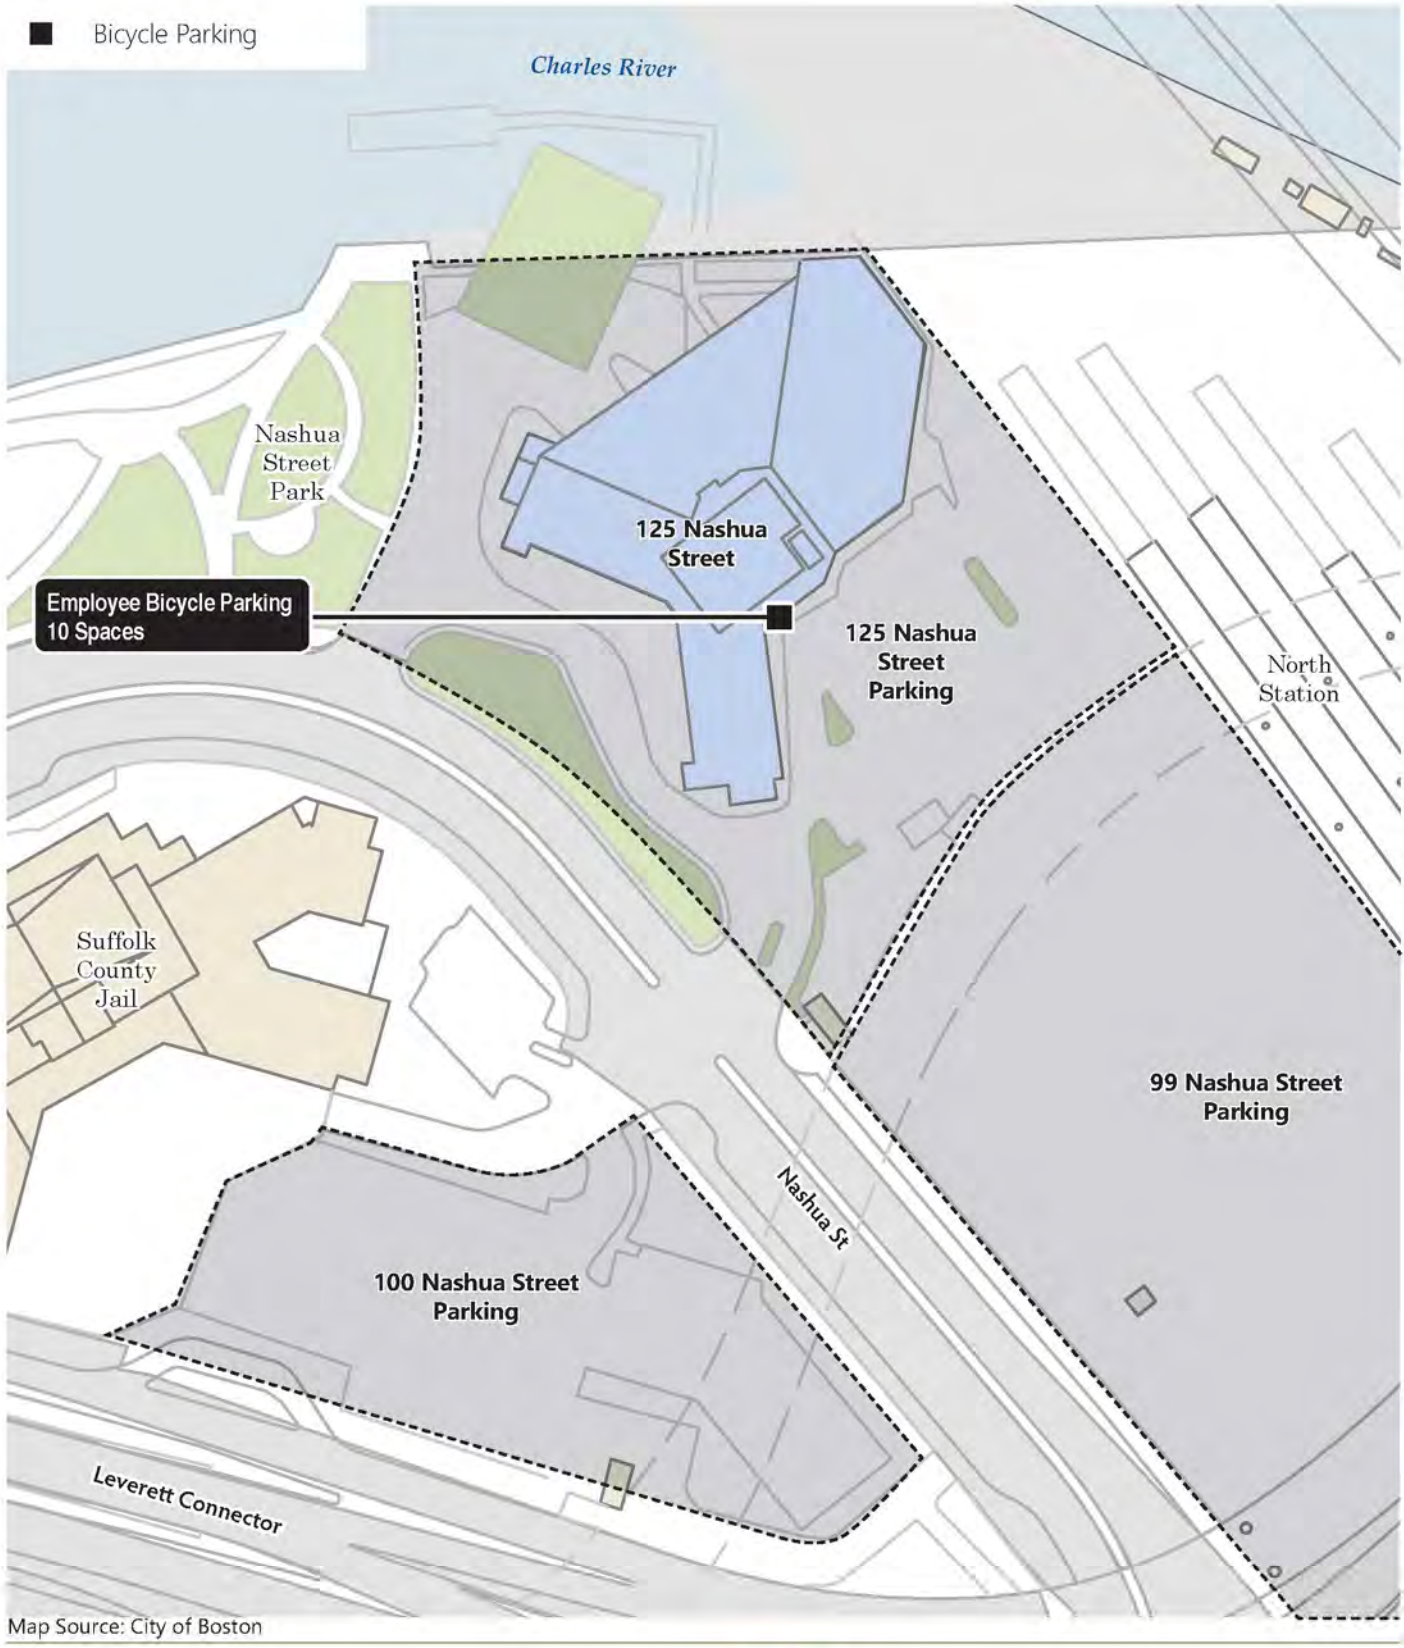 Bicycle Parking
Charles River
Nashua
Street
Park
125 Nashua
Street
Employee Bicycle Parking
10 Spaces
125 Nashua
Street
Parking
North
Station
Suffolk
County
Jail
99 Nashua Street
Parking
Nashua St
100 Nashua Street
Parking
Leverett Connector
Map Source: City of Boston